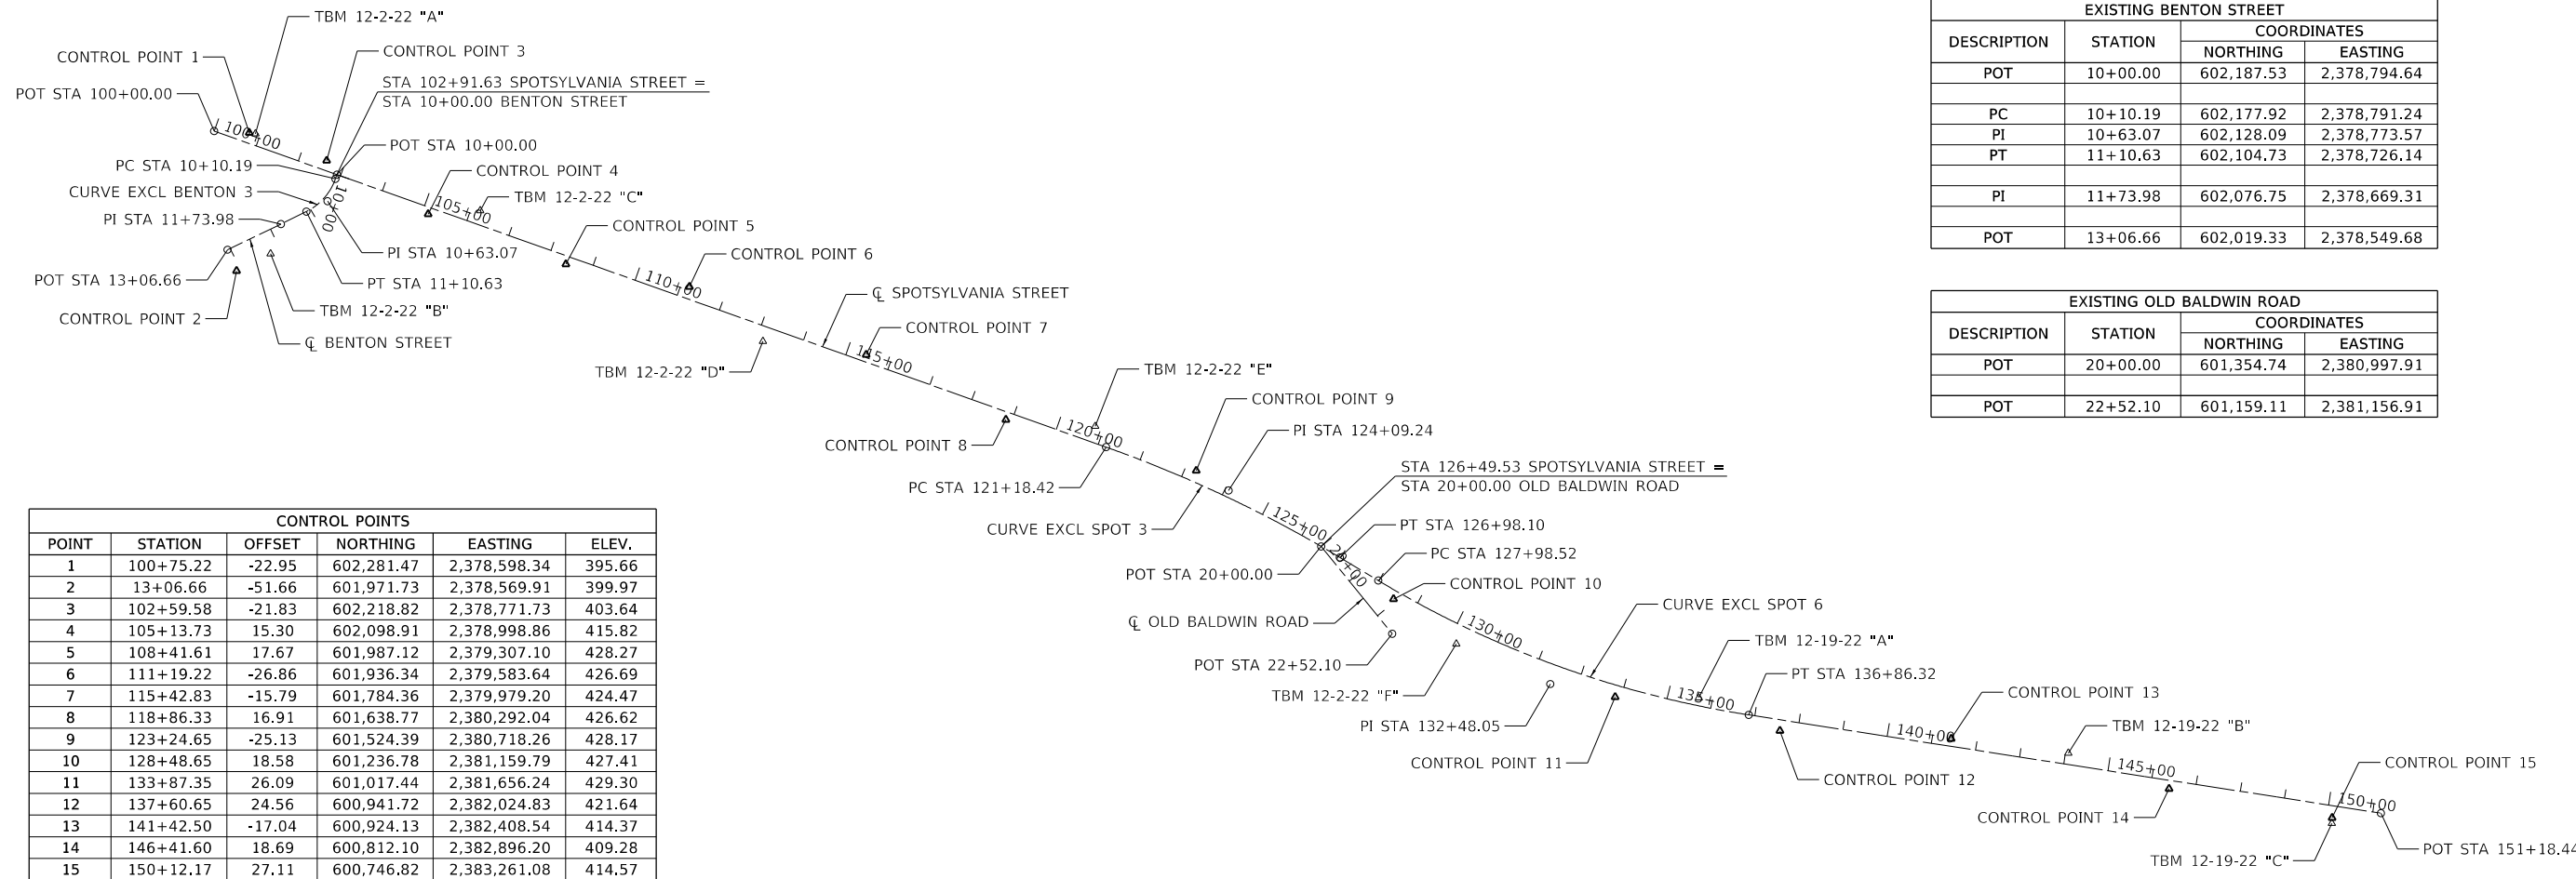 TBM 12-2-22 "A"
CONTROL POINT 1
CONTROL POINT 3
POT STA 100+00.00
STA 102+91.63 SPOTSYLVANIA STREET =
STA 10+00.00 BENTON STREET
100+00
POT STA 10+00.00
PC STA 10+10.19
CONTROL POINT 4
CURVE EXCL BENTON 3
10+00
TBM 12-2-22 "C"
105+00
PI STA 11+73.98
CONTROL POINT 5
PI STA 10+63.07
CONTROL POINT 6
POT STA 13+06.66
PT STA 11+10.63
110+00
TBM 12-2-22 "B"
CONTROL POINT 2
℄ SPOTSYLVANIA STREET
℄ BENTON STREET
CONTROL POINT 7
115+00
TBM 12-2-22 "D"
TBM 12-2-22 "E"
CONTROL POINT 9
CONTROL POINT 8
120+00
PI STA 124+09.24
STA 126+49.53 SPOTSYLVANIA STREET =
STA 20+00.00 OLD BALDWIN ROAD
PC STA 121+18.42
CURVE EXCL SPOT 3
125+00
PT STA 126+98.10
PC STA 127+98.52
20+00
POT STA 20+00.00
CONTROL POINT 10
CURVE EXCL SPOT 6
℄ OLD BALDWIN ROAD
130+00
TBM 12-19-22 "A"
POT STA 22+52.10
PT STA 136+86.32
TBM 12-2-22 "F"
135+00
CONTROL POINT 13
PI STA 132+48.05
TBM 12-19-22 "B"
140+00
CONTROL POINT 11
CONTROL POINT 12
145+00
CONTROL POINT 15
CONTROL POINT 14
150+00
POT STA 151+18.44
TBM 12-19-22 "C"
EXISTING BENTON STREET
DESCRIPTION STATION COORDINATES
NORTHING EASTING
POT 10+00.00 602,187.53 2,378,794.64
PC 10+10.19 602,177.92 2,378,791.24
PI 10+63.07 602,128.09 2,378,773.57
PT 11+10.63 602,104.73 2,378,726.14
PI 11+73.98 602,076.75 2,378,669.31
POT 13+06.66 602,019.33 2,378,549.68
EXISTING OLD BALDWIN ROAD
DESCRIPTION STATION COORDINATES
NORTHING EASTING
POT 20+00.00 601,354.74 2,380,997.91
POT 22+52.10 601,159.11 2,381,156.91
CONTROL POINTS
POINT STATION OFFSET NORTHING EASTING ELEV.
1 100+75.22 -22.95 602,281.47 2,378,598.34 395.66
2 13+06.66 -51.66 601,971.73 2,378,569.91 399.97
3 102+59.58 -21.83 602,218.82 2,378,771.73 403.64
4 105+13.73 15.30 602,098.91 2,378,998.86 415.82
5 108+41.61 17.67 601,987.12 2,379,307.10 428.27
6 111+19.22 -26.86 601,936.34 2,379,583.64 426.69
7 115+42.83 -15.79 601,784.36 2,379,979.20 424.47
8 118+86.33 16.91 601,638.77 2,380,292.04 426.62
9 123+24.65 -25.13 601,524.39 2,380,718.26 428.17
10 128+48.65 18.58 601,236.78 2,381,159.79 427.41
11 133+87.35 26.09 601,017.44 2,381,656.24 429.30
12 137+60.65 24.56 600,941.72 2,382,024.83 421.64
13 141+42.50 -17.04 600,924.13 2,382,408.54 414.37
14 146+41.60 18.69 600,812.10 2,382,896.20 409.28
15 150+12.17 27.11 600,746.82 2,383,261.08 414.57